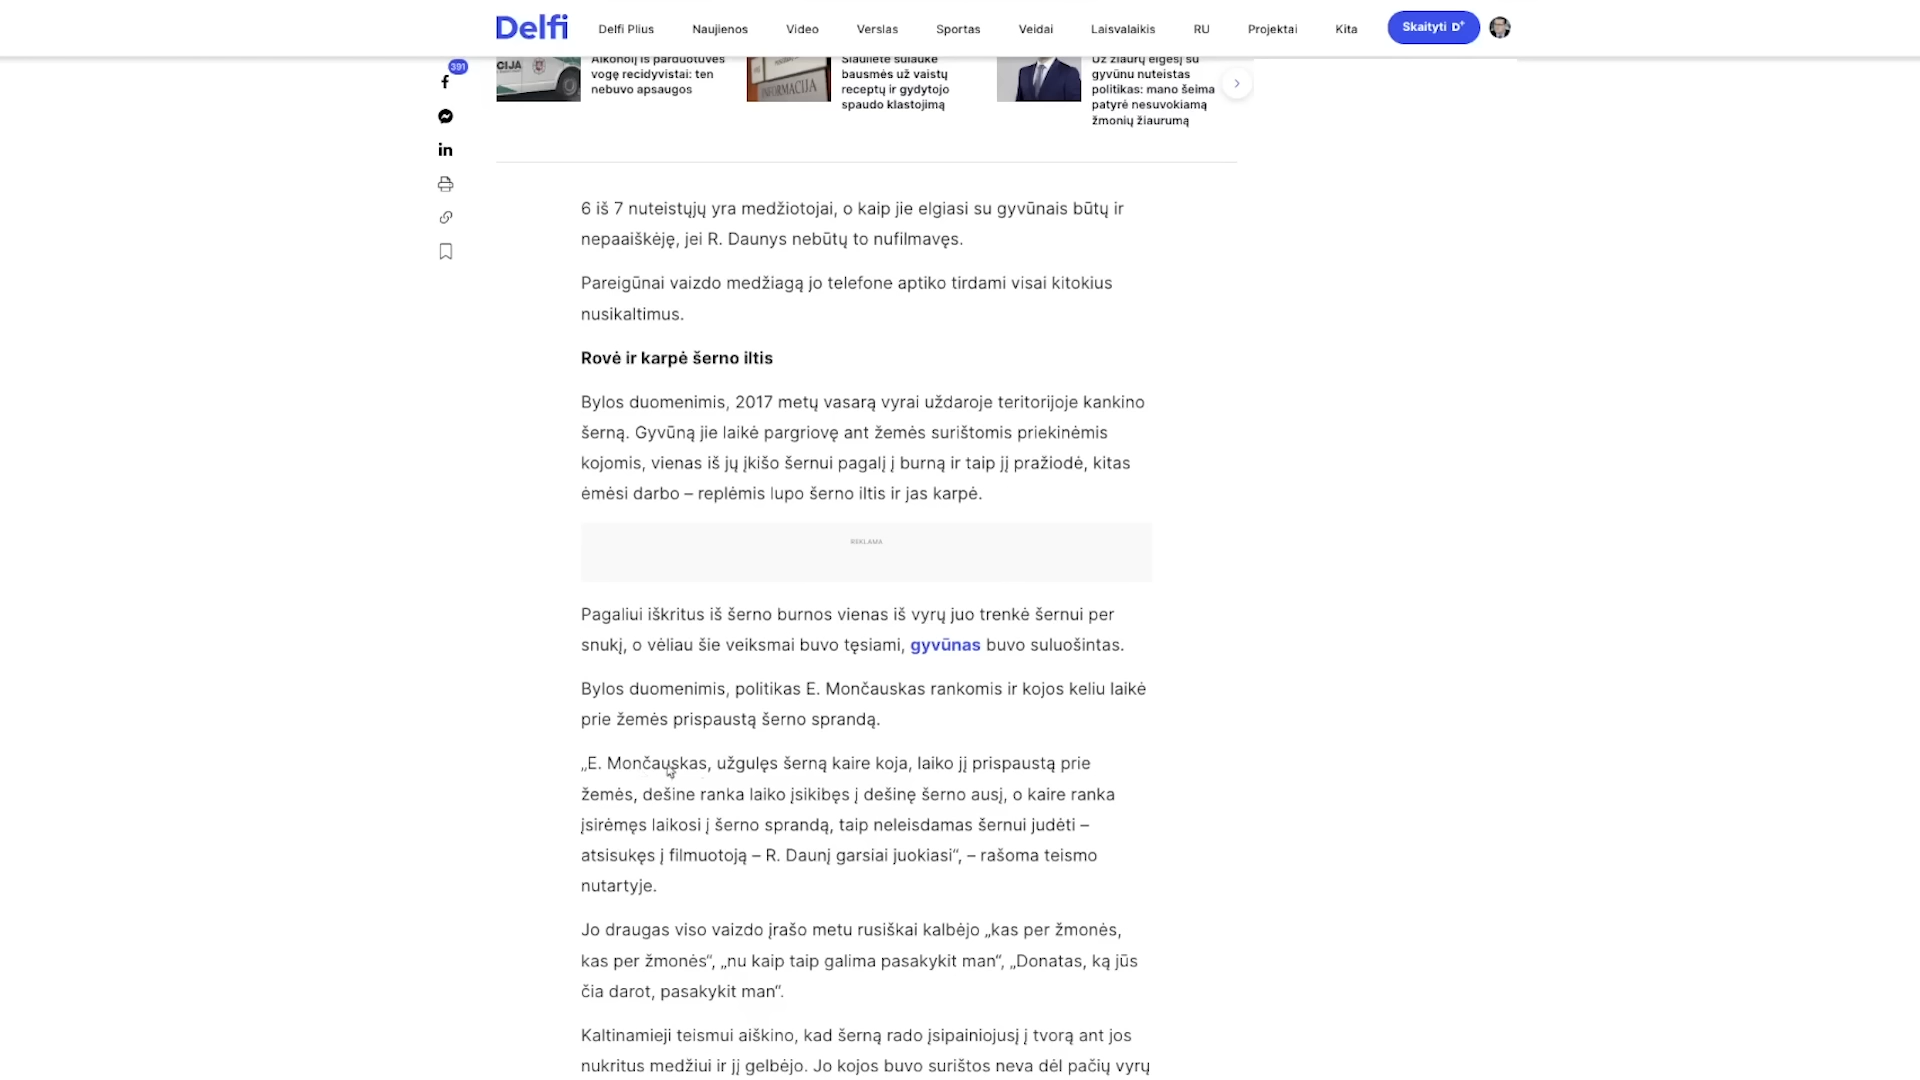 Delfi
Delfi Plius
Naujienos
Video
Verslas
Sportas
Veidai
Laisvalaikis
RU
Projektai
Kita
Skaityti D+
391
CIJA
INFORMACIJA
Alkoholį iš parduotuvės
vogę recidyvistai: ten
nebuvo apsaugos
Šiaulietė sulaukė
bausmės už vaistų
receptų ir gydytojo
spaudo klastojimą
Už žiaurų elgesį su
gyvūnu nuteistas
politikas: mano šeima
patyrė nesuvokiamą
žmonių žiaurumą
6 iš 7 nuteistųjų yra medžiotojai, o kaip jie elgiasi su gyvūnais būtų ir
nepaaiškėję, jei R. Daunys nebūtų to nufilmavęs.
Pareigūnai vaizdo medžiagą jo telefone aptiko tirdami visai kitokius
nusikaltimus.
Rovė ir karpė šerno iltis
Bylos duomenimis, 2017 metų vasarą vyrai uždaroje teritorijoje kankino
šerną. Gyvūną jie laikė pargriovę ant žemės surištomis priekinėmis
kojomis, vienas iš jų įkišo šernui pagalį į burną ir taip jį pražiodė, kitas
ėmėsi darbo – replėmis lupo šerno iltis ir jas karpė.
REKLAMA
Pagaliui iškritus iš šerno burnos vienas iš vyrų juo trenkė šernui per
snukį, o vėliau šie veiksmai buvo tęsiami, gyvūnas buvo suluošintas.
Bylos duomenimis, politikas E. Mončauskas rankomis ir kojos keliu laikė
prie žemės prispaustą šerno sprandą.
„E. Mončauskas, užgulęs šerną kaire koja, laiko jį prispaustą prie
žemės, dešine ranka laiko įsikibęs į dešinę šerno ausį, o kaire ranka
įsirėmęs laikosi į šerno sprandą, taip neleisdamas šernui judėti –
atsisukęs į filmuotoją – R. Daunį garsiai juokiasi“, – rašoma teismo
nutartyje.
Jo draugas viso vaizdo įrašo metu rusiškai kalbėjo „kas per žmonės,
kas per žmonės“, „nu kaip taip galima pasakykit man“, „Donatas, ką jūs
čia darot, pasakykit man“.
Kaltinamieji teismui aiškino, kad šerną rado įsipainiojusį į tvorą ant jos
nukritus medžiui ir jį gelbėjo. Jo kojos buvo surištos neva dėl pačių vyrų